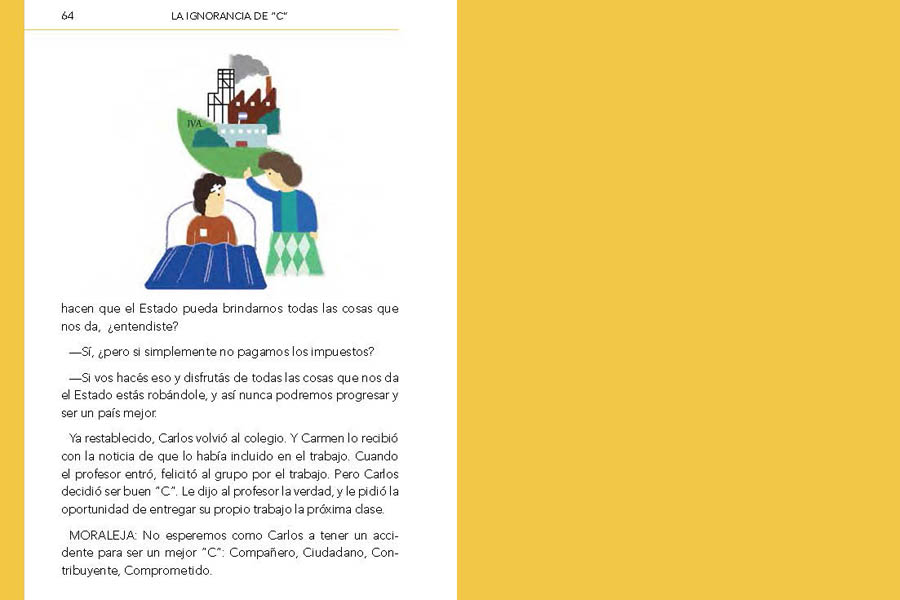 64
LA IGNORANCIA DE “C”
IVA
hacen que el Estado pueda brindarnos todas las cosas que
nos da, ¿entendiste?
—Sí, ¿pero si simplemente no pagamos los impuestos?
—Si vos hacés eso y disfrutás de todas las cosas que nos da
el Estado estás robándole, y así nunca podremos progresar y
ser un país mejor.
Ya restablecido, Carlos volvió al colegio. Y Carmen lo recibió
con la noticia de que lo había incluido en el trabajo. Cuando
el profesor entró, felicitó al grupo por el trabajo. Pero Carlos
decidió ser buen “C”. Le dijo al profesor la verdad, y le pidió la
oportunidad de entregar su propio trabajo la próxima clase.
MORALEJA: No esperemos como Carlos a tener un acci-
dente para ser un mejor “C”: Compañero, Ciudadano, Con-
tribuyente, Comprometido.